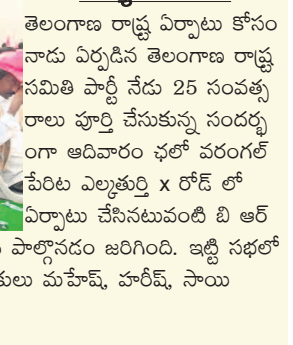 తెలంగాణ రాష్ట్ర ఏర్పాటు కోసం
నాడు ఏర్పడిన తెలంగాణ రాష్ట్ర
సమితి పార్టీ నేడు 25 సంవత్స
రాలు పూర్తి చేసుకున్న సందర్భ
ంగా ఆదివారం ఛలో వరంగల్
పేరిట ఎల్కతుర్తి x రోడ్ లో
ఏర్పాటు చేసినటువంటి బి ఆర్
పాల్గొనడం జరిగింది. ఇట్టి సభలో
మహేష్, హరీష్, సాయి